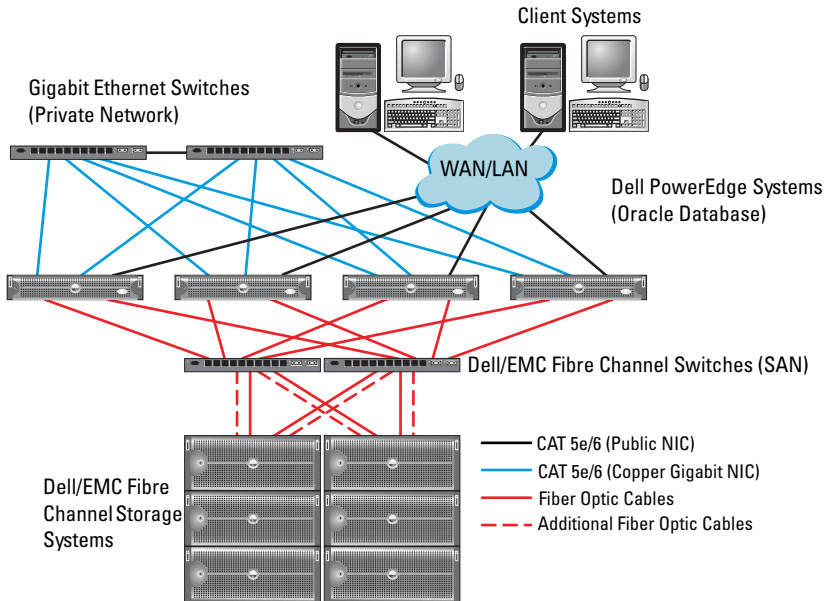 Client Systems
Gigabit Ethernet Switches
(Private Network)
WAN/LAN
Dell PowerEdge Systems
(Oracle Database)
Dell/EMC Fibre Channel Switches (SAN)
CAT 5e/6 (Public NIC)
CAT 5e/6 (Copper Gigabit NIC)
Fiber Optic Cables
Additional Fiber Optic Cables
Dell/EMC Fibre
Channel Storage
Systems